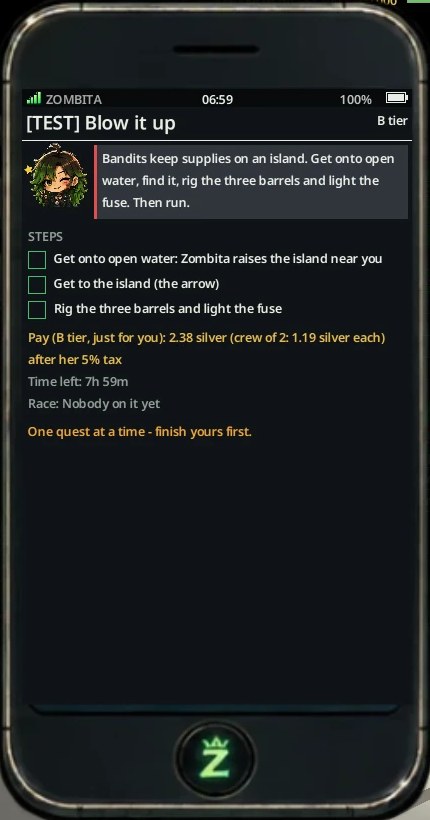 ZOMBITA 06:59 100%
[TEST] Blow it up B tier
Bandits keep supplies on an island. Get onto open
water, find it, rig the three barrels and light the
fuse. Then run.
STEPS
Get onto open water: Zombita raises the island near you
Get to the island (the arrow)
Rig the three barrels and light the fuse
Pay (B tier, just for you): 2.38 silver (crew of 2: 1.19 silver each)
after her 5% tax
Time left: 7h 59m
Race: Nobody on it yet
One quest at a time - finish yours first.
Z